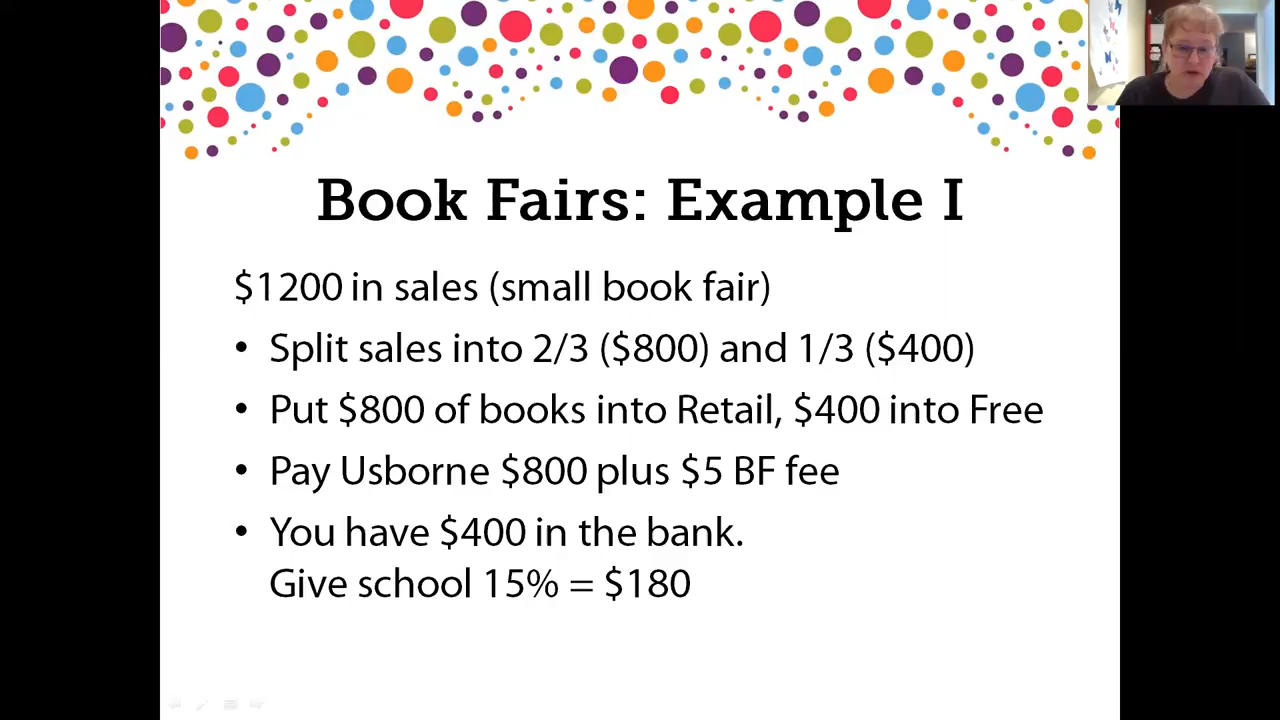 Book Fairs: Example I
$1200 in sales (small book fair)
• Split sales into 2/3 ($800) and 1/3 ($400)
• Put $800 of books into Retail, $400 into Free
• Pay Usborne $800 plus $5 BF fee
• You have $400 in the bank.
Give school 15% = $180